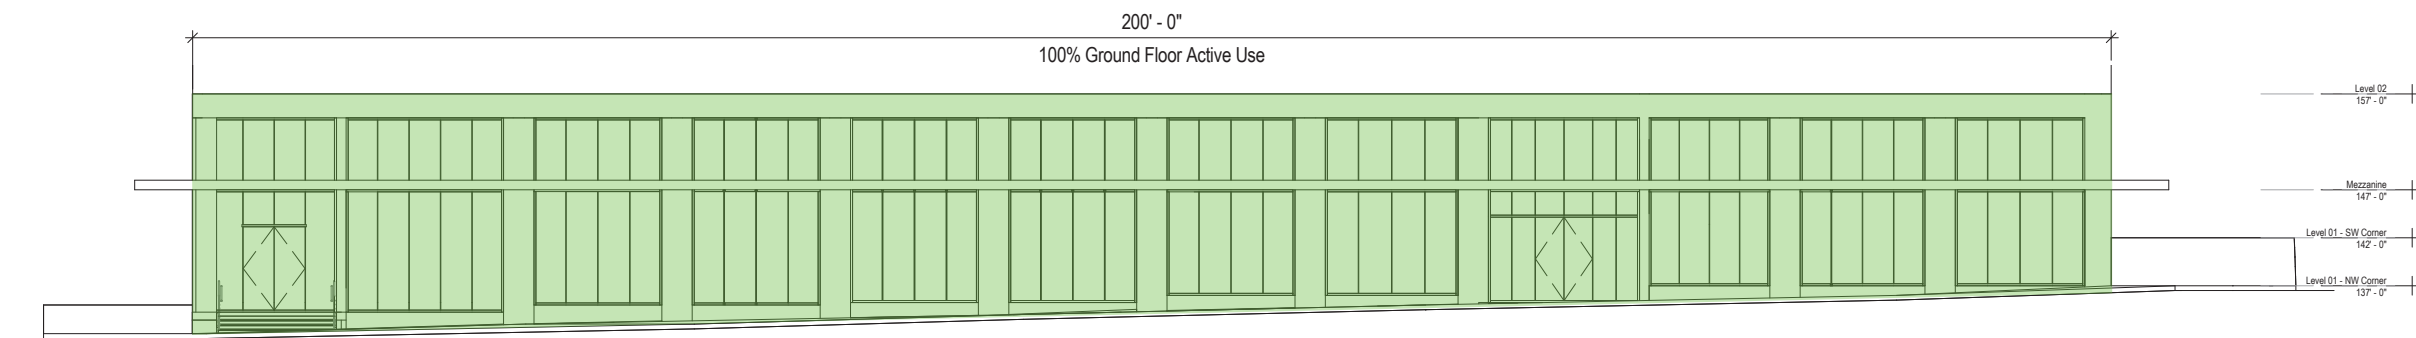 200' - 0"
100% Ground Floor Active Use
Level 02
157' - 0"
Mezzanine
147' - 0"
Level 01 - SW Corner
142' - 0"
Level 01 - NW Corner
137' - 0"